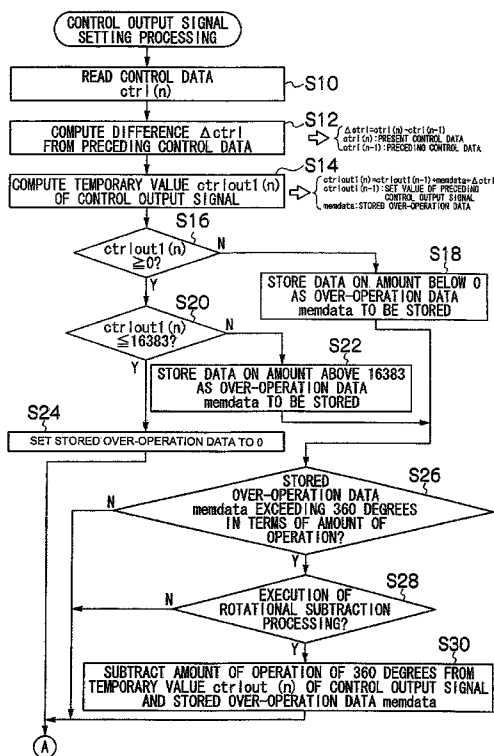 CONTROL OUTPUT SIGNAL
SETTING PROCESSING
S10
READ CONTROL DATA
ctrl(n)
S12
COMPUTE DIFFERENCE Δctrl
FROM PRECEDING CONTROL DATA
Δctrl=ctrl(n)-ctrl(n-1)
ctrl(n):PRESENT CONTROL DATA
ctrl(n-1):PRECEDING CONTROL DATA
S14
COMPUTE TEMPORARY VALUE ctrlout1(n)
OF CONTROL OUTPUT SIGNAL
ctrlout1(n)=ctrlout(n-1)+memdata+Δctrl
ctrlout1(n-1):SET VALUE OF PRECEDING
CONTROL OUTPUT SIGNAL
memdata:STORED OVER-OPERATION DATA
S16
ctrlout1(n)
≧0?
N
Y
S18
STORE DATA ON AMOUNT BELOW 0
AS OVER-OPERATION DATA
memdata TO BE STORED
S20
ctrlout1(n)
≦16383?
N
Y
S22
STORE DATA ON AMOUNT ABOVE 16383
AS OVER-OPERATION DATA
memdata TO BE STORED
S24
SET STORED OVER-OPERATION DATA TO 0
S26
STORED
OVER-OPERATION DATA
memdata EXCEEDING 360 DEGREES
IN TERMS OF AMOUNT OF
OPERATION?
N
Y
S28
EXECUTION OF
ROTATIONAL SUBTRACTION
PROCESSING?
N
Y
S30
SUBTRACT AMOUNT OF OPERATION OF 360 DEGREES FROM
TEMPORARY VALUE ctrlout (n) OF CONTROL OUTPUT SIGNAL
AND STORED OVER-OPERATION DATA memdata
A